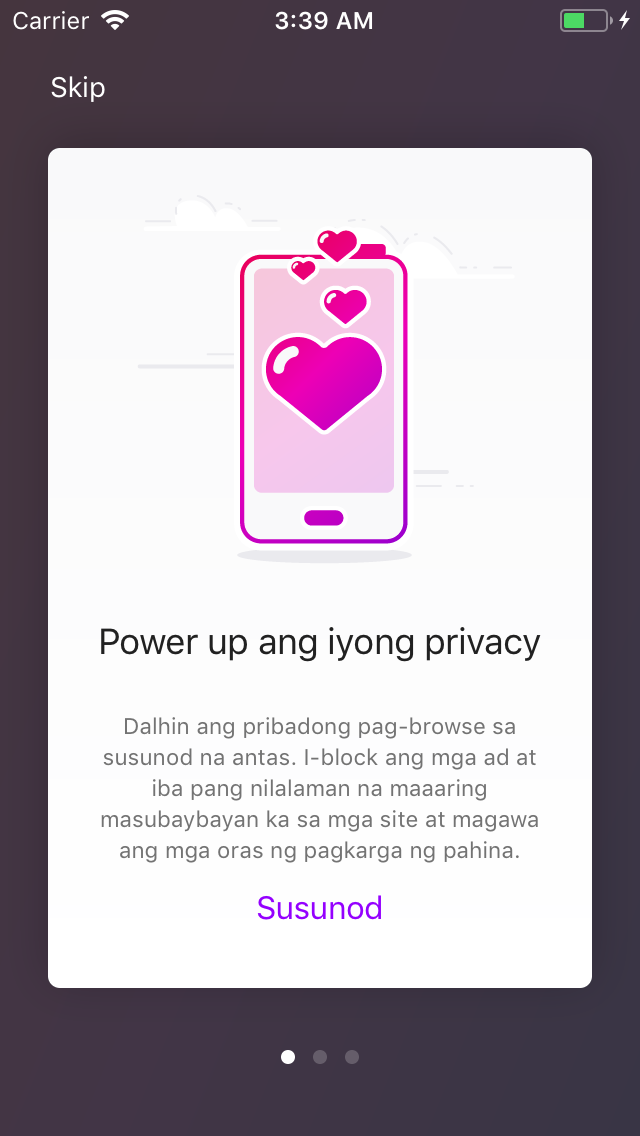 Carrier 3:39 AM
Skip
Power up ang iyong privacy
Dalhin ang pribadong pag-browse sa
susunod na antas. I-block ang mga ad at
iba pang nilalaman na maaaring
masubaybayan ka sa mga site at magawa
ang mga oras ng pagkarga ng pahina.
Susunod